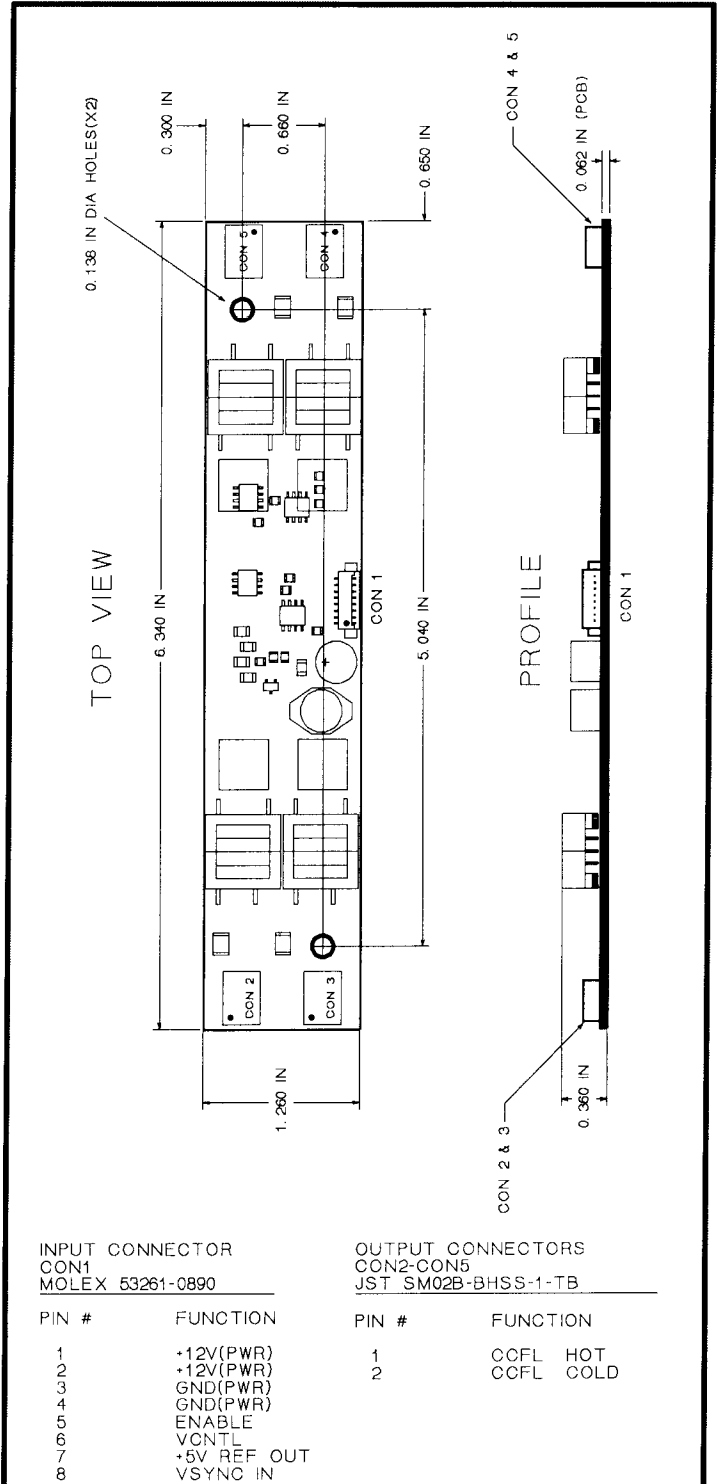 0.138 IN DIA HOLES(X2)
0.300 IN
0.660 IN
0.650 IN
CON 4 & 5
0.062 IN (PCB)
TOP VIEW
6.340 IN
CON 5
CON 4
CON 1
5.040 IN
PROFILE
CON 1
CON 2
CON 3
1.260 IN
CON 2 & 3
0.360 IN
INPUT CONNECTOR
CON1
MOLEX 53261-0890
PIN # FUNCTION
1 +12V(PWR)
2 +12V(PWR)
3 GND(PWR)
4 GND(PWR)
5 ENABLE
6 VCNTL
7 +5V REF OUT
8 VSYNC IN
OUTPUT CONNECTORS
CON2-CON5
JST SM02B-BHSS-1-TB
PIN # FUNCTION
1 CCFL HOT
2 CCFL COLD